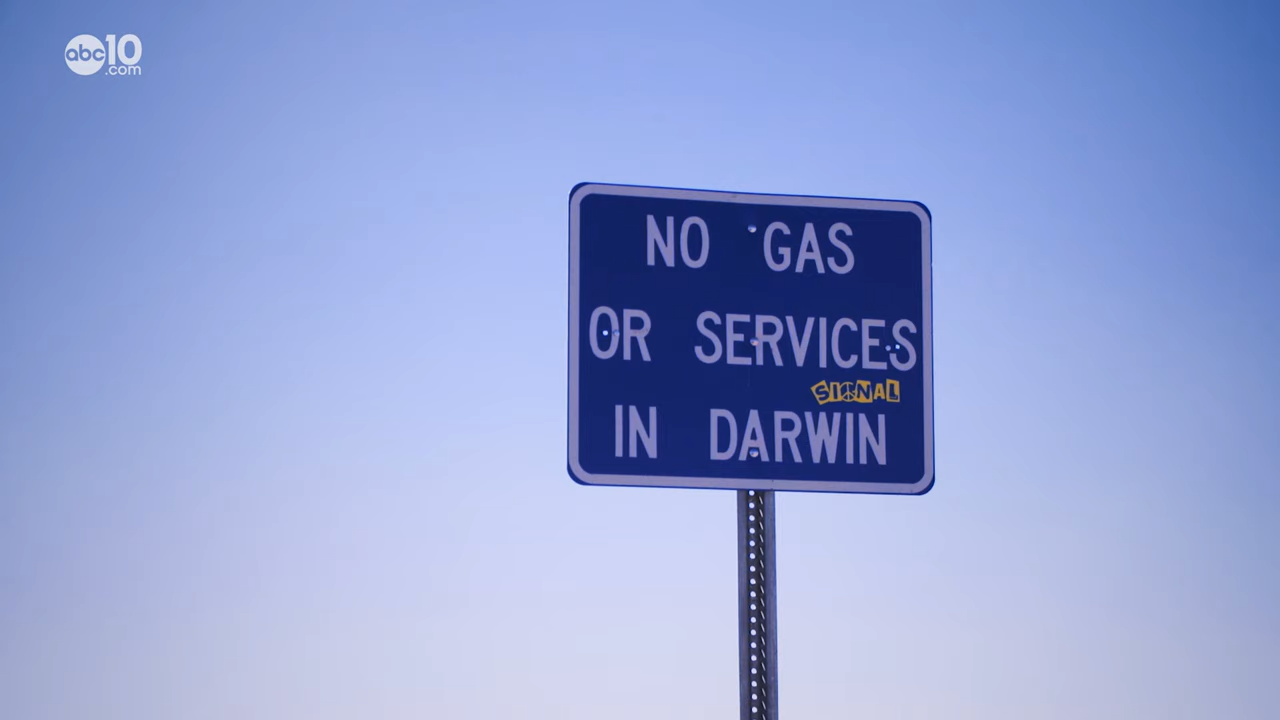 abc10
.com
NO GAS
OR SERVICES
SIGNAL
IN DARWIN